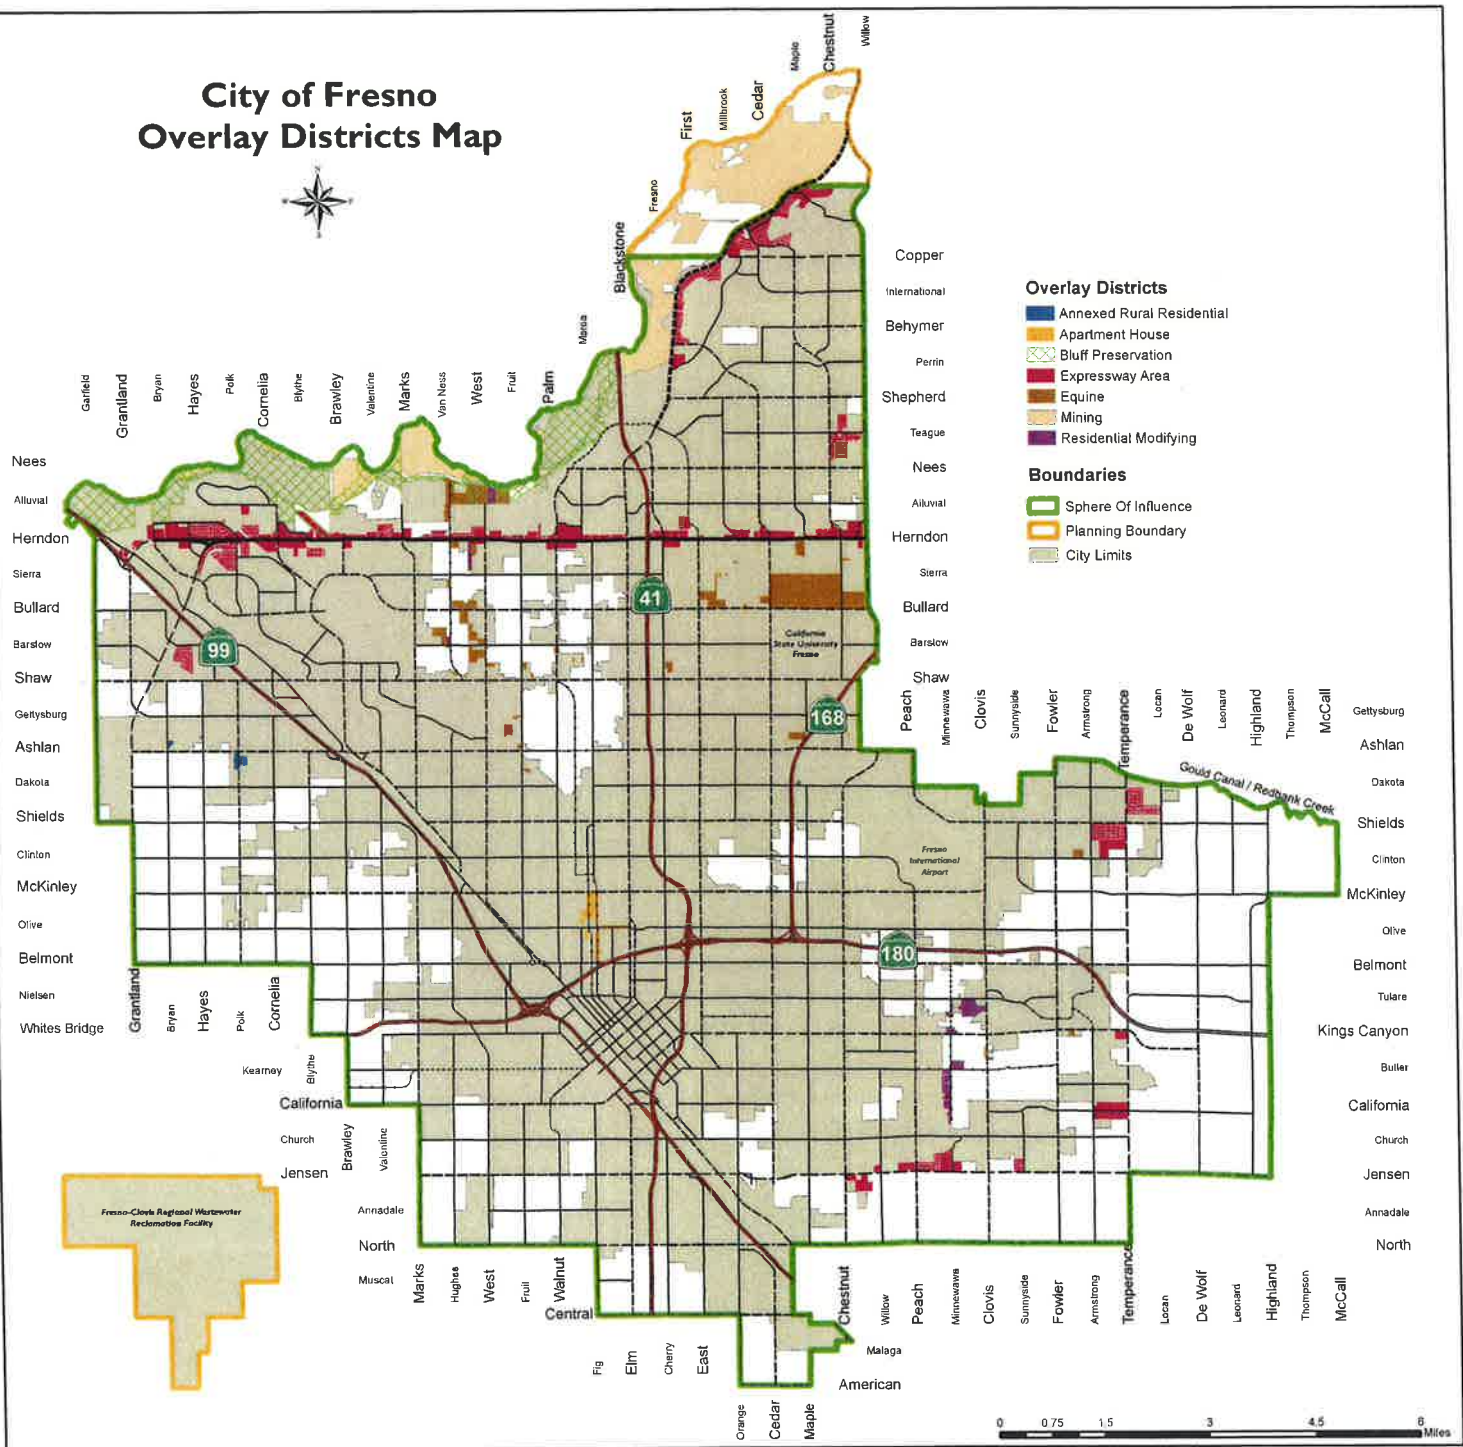 City of Fresno
Overlay Districts Map
N
Willow
Chestnut
Maple
Cedar
Millbrook
First
Fresno
Blackstone
Palm
Fruit
West
Van Ness
Marks
Valentine
Brawley
Blythe
Cornelia
Polk
Hayes
Bryan
Grantland
Garfield
Nees
Alluvial
Herndon
Sierra
Bullard
Barstow
Shaw
Gettysburg
Ashlan
Dakota
Shields
Clinton
McKinley
Olive
Belmont
Nielsen
Whites Bridge
Grantland
Bryan
Hayes
Polk
Cornelia
Kearney
Blythe
California
Church
Brawley
Valentine
Jensen
Annadale
North
Muscat
Copper
International
Behymer
Perrin
Shepherd
Teague
Nees
Alluvial
Herndon
Sierra
Bullard
Barstow
Shaw
Overlay Districts
Annexed Rural Residential
Apartment House
Bluff Preservation
Expressway Area
Equine
Mining
Residential Modifying
Boundaries
Sphere Of Influence
Planning Boundary
City Limits
41
99
168
180
California
State University
Fresno
Fresno
International
Airport
Peach
Minnewawa
Clovis
Sunnyside
Fowler
Armstrong
Temperance
Locan
De Wolf
Leonard
Highland
Thompson
McCall
Gould Canal / Redbank Creek
Gettysburg
Ashlan
Dakota
Shields
Clinton
McKinley
Olive
Belmont
Tulare
Kings Canyon
Butler
California
Church
Jensen
Annadale
North
Fresno-Clovis Regional Wastewater
Reclamation Facility
Marks
Hughes
West
Fruit
Walnut
Central
Fig
Elm
Cherry
East
Orange
Cedar
Maple
American
Malaga
Chestnut
Willow
Peach
Minnewawa
Clovis
Sunnyside
Fowler
Armstrong
Temperance
Locan
De Wolf
Leonard
Highland
Thompson
McCall
0 0.75 1.5 3 4.5 6
Miles